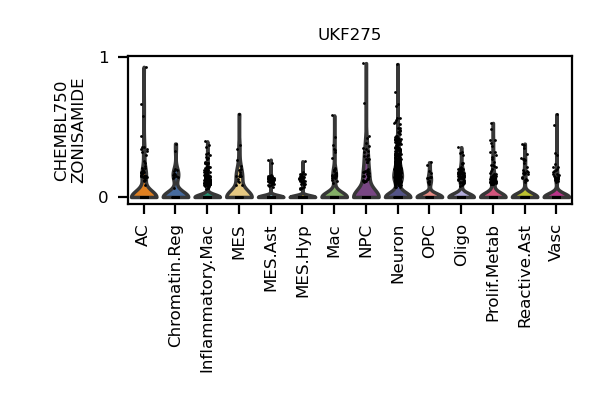 UKF275
CHEMBL750
ZONISAMIDE
1
0
AC
Chromatin.Reg
Inflammatory.Mac
MES
MES.Ast
MES.Hyp
Mac
NPC
Neuron
OPC
Oligo
Prolif.Metab
Reactive.Ast
Vasc